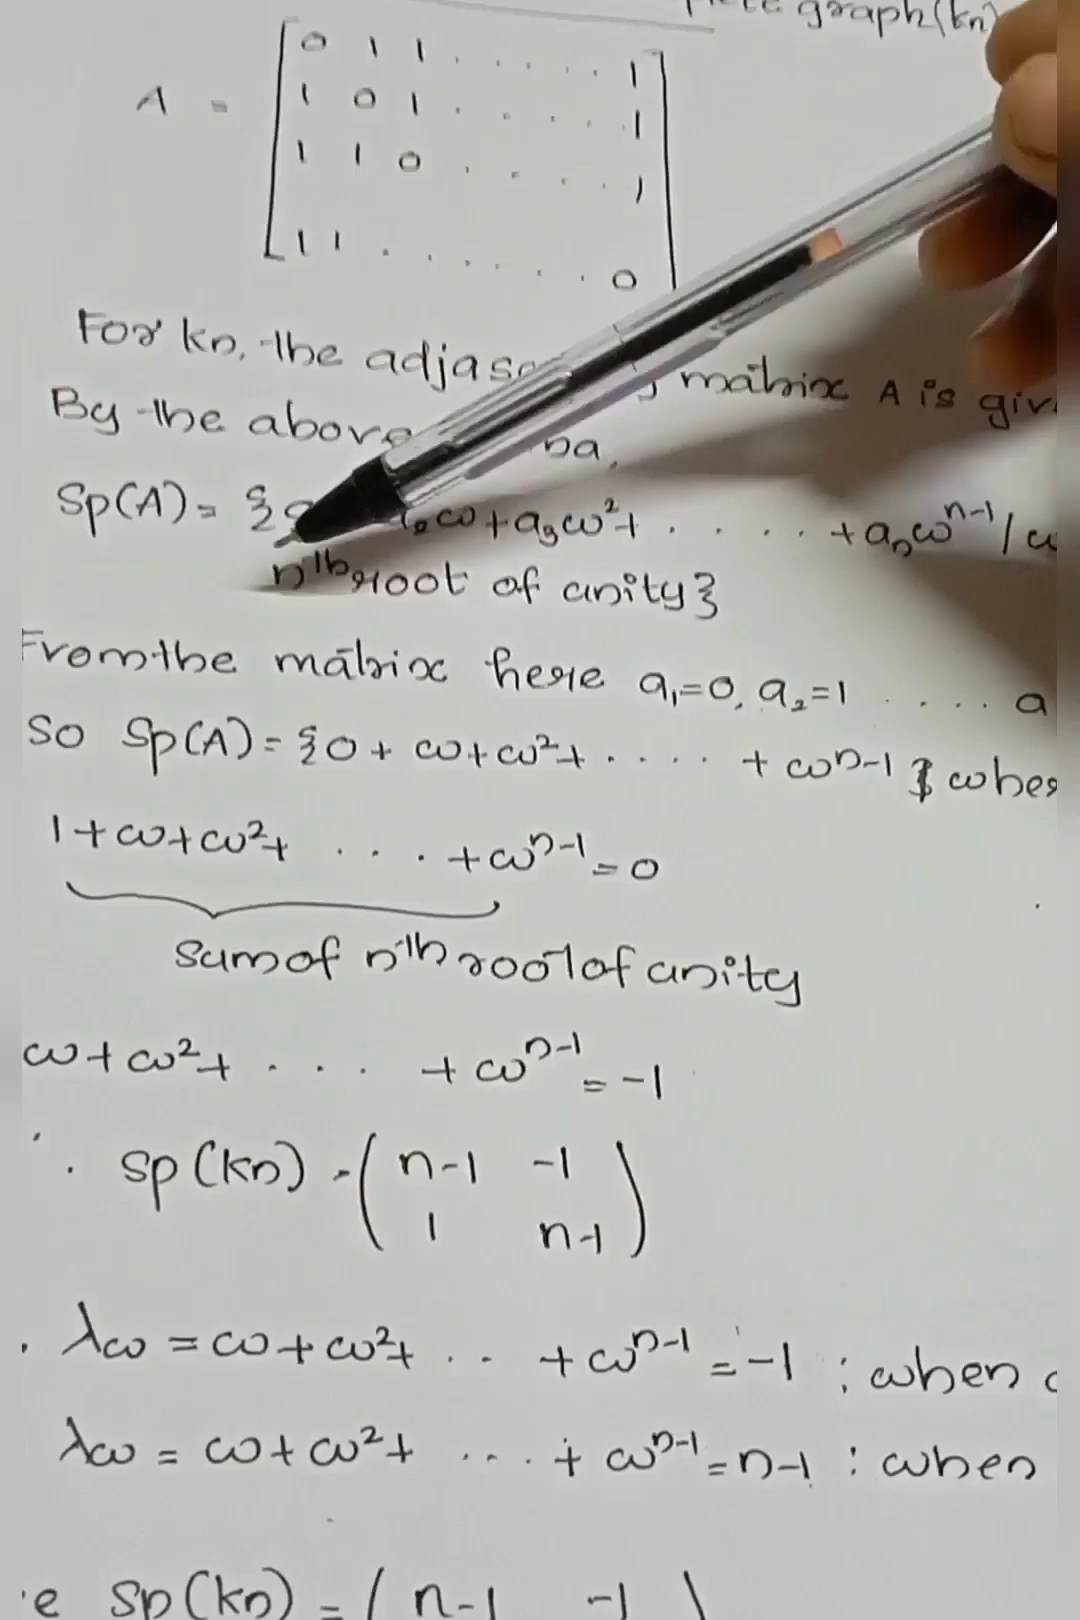 graph(kn)
A = [0 1 1 . . . . . 1
1 0 1 . . . . . 1
1 1 0 . . . . 1
1 1 . . . . . . 0]
For kn, the matrix A is
By the above
Sp(A) = { ω+a₃ω²+ . . . . +aₙωⁿ⁻¹/
nth root of unity}
From the matrix here a₁=0, a₂=1 . . . . a
So Sp(A) = {0 + ω+ω²+ . . . . + ωⁿ⁻¹}
1+ω+ω²+ . . . . +ωⁿ⁻¹=0
Sum of nth root of unity
ω+ω²+ . . . . +ωⁿ⁻¹ = -1
∴ Sp(kn) = ( n-1 -1
1 n-1 )
λω = ω+ω²+ . . +ωⁿ⁻¹ = -1 : when
λω = ω+ω²+ . . . + ωⁿ⁻¹ = n-1 : when
Sp(kn) = ( n-1 -1 )